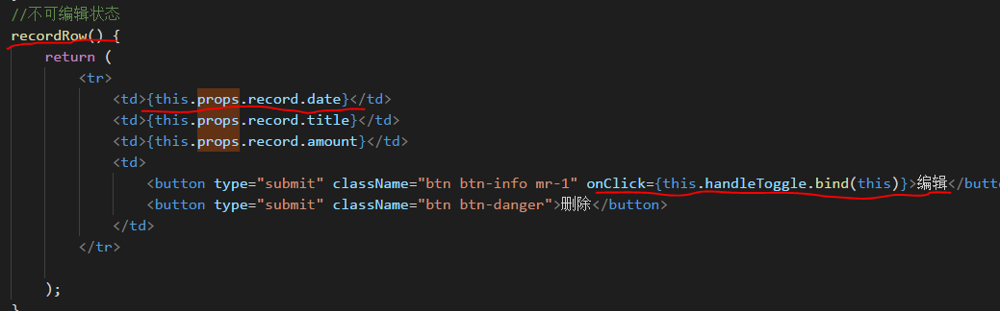 //不可编辑状态
recordRow() {
return (
<tr>
<td>{this.props.record.date}</td>
<td>{this.props.record.title}</td>
<td>{this.props.record.amount}</td>
<td>
<button type="submit" className="btn btn-info mr-1" onClick={this.handleToggle.bind(this)}>编辑</butt
<button type="submit" className="btn btn-danger">删除</button>
</td>
</tr>
);
}